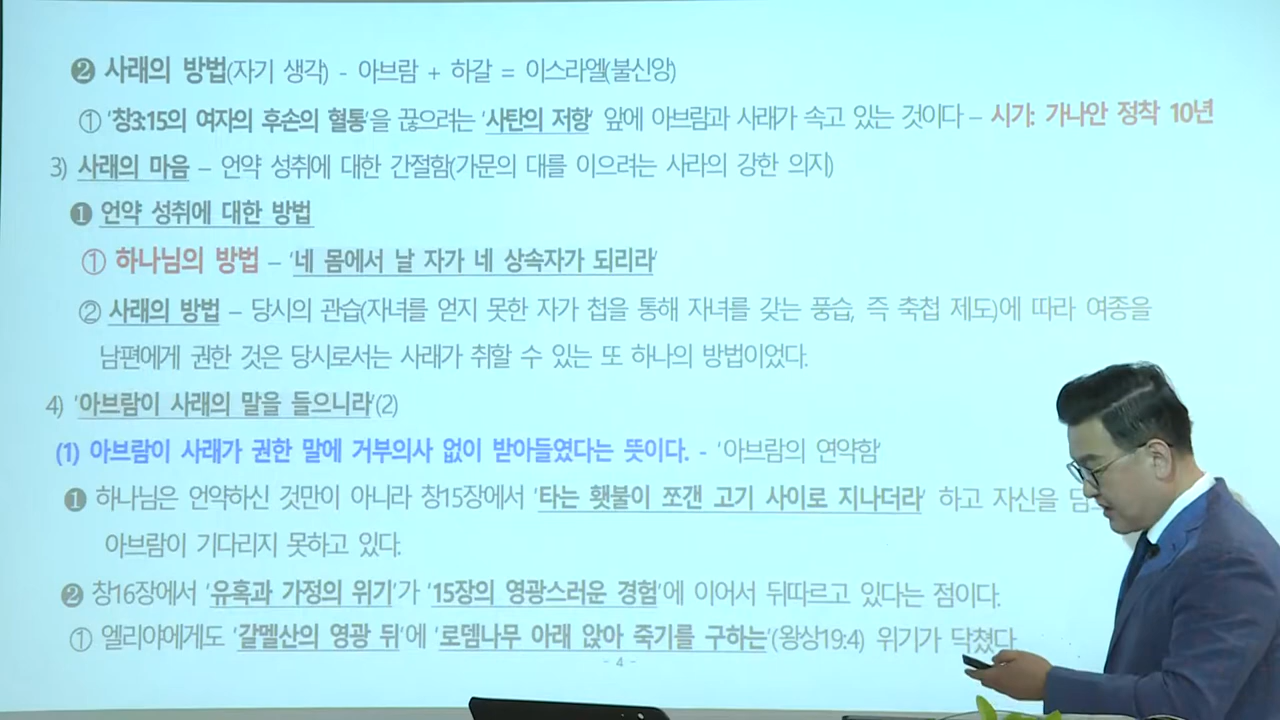 ❷ 사래의 방법(자기 생각) - 아브람 + 하갈 = 이스라엘(불신앙)
① '창3:15의 여자의 후손의 혈통'을 끊으려는 '사탄의 저항' 앞에 아브람과 사래가 속고 있는 것이다 – 시기: 가나안 정착 10년
3) 사래의 마음 – 언약 성취에 대한 간절함(가문의 대를 이으려는 사라의 강한 의지)
❶ 언약 성취에 대한 방법
① 하나님의 방법 – '네 몸에서 날 자가 네 상속자가 되리라'
② 사래의 방법 – 당시의 관습(자녀를 얻지 못한 자가 첩을 통해 자녀를 갖는 풍습, 즉 축첩 제도)에 따라 여종을
남편에게 권한 것은 당시로서는 사래가 취할 수 있는 또 하나의 방법이었다.
4) '아브람이 사래의 말을 들으니라'(2)
(1) 아브람이 사래가 권한 말에 거부의사 없이 받아들였다는 뜻이다. - '아브람의 연약함'
❶ 하나님은 언약하신 것만이 아니라 창15장에서 '타는 횃불이 쪼갠 고기 사이로 지나더라' 하고 자신을
아브람이 기다리지 못하고 있다.
❷ 창16장에서 '유혹과 가정의 위기'가 '15장의 영광스러운 경험'에 이어서 뒤따르고 있다는 점이다.
① 엘리야에게도 '갈멜산의 영광 뒤'에 '로뎀나무 아래 앉아 죽기를 구하는'(왕상19:4) 위기가 닥쳤다
- 4 -